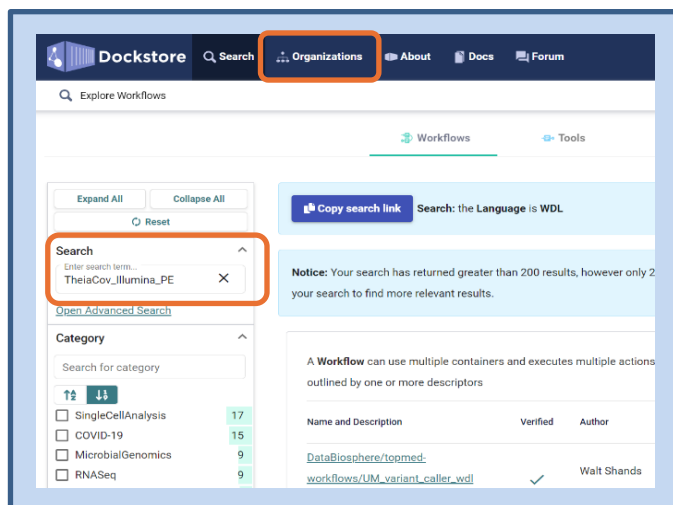 Dockstore Search Organizations About Docs Forum
Explore Workflows
Workflows Tools
Expand All Collapse All
Reset
Search
Enter search term...
TheiaCov_Illumina_PE
Open Advanced Search
Category
Search for category
SingleCellAnalysis 17
COVID-19 15
MicrobialGenomics 9
RNASeq 9
Copy search link Search: the Language is WDL
Notice: Your search has returned greater than 200 results, however only 2
your search to find more relevant results.
A Workflow can use multiple containers and executes multiple actions
outlined by one or more descriptors
Name and Description Verified Author
DataBiosphere/topmed-
workflows/UM_variant_caller_wdl
Walt Shands